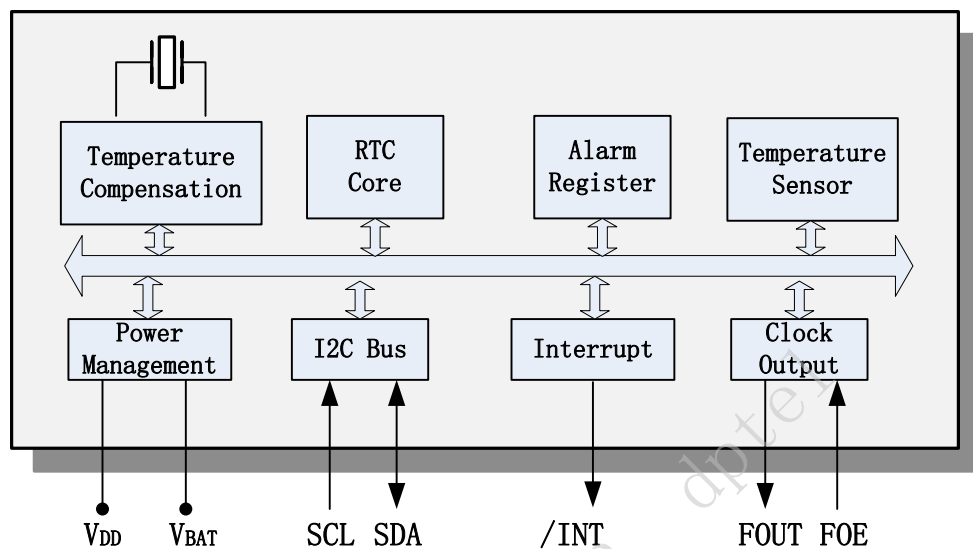 Temperature
Compensation
RTC
Core
Alarm
Register
Temperature
Sensor
Power
Management
I2C Bus
Interrupt
Clock
Output
dptel
VDD
VBAT
SCL SDA
/INT
FOUT FOE